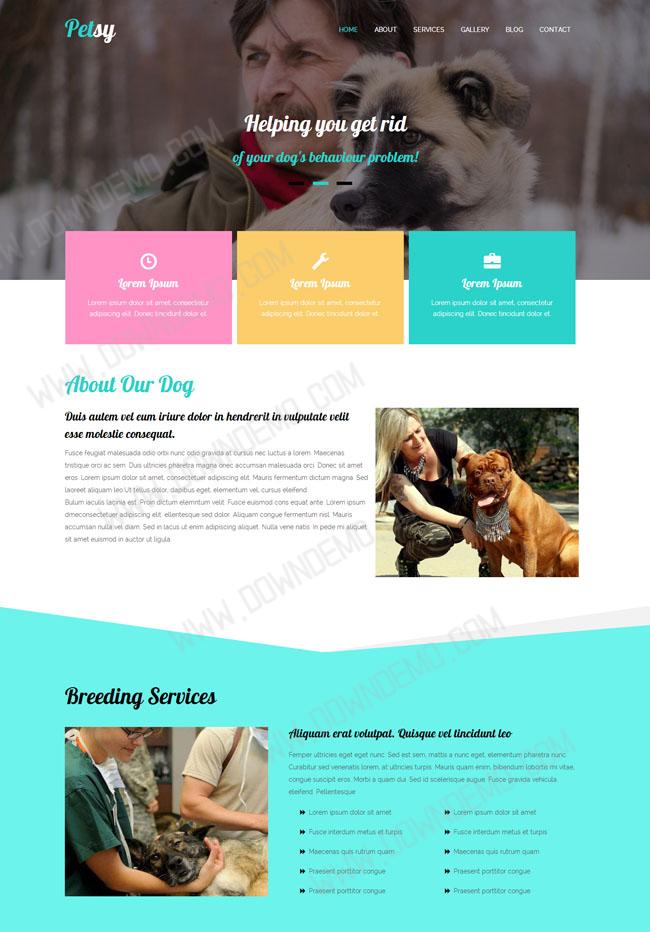 Petsy
HOME ABOUT SERVICES GALLERY BLOG CONTACT
Helping you get rid
of your dog's behaviour problem!
Lorem Ipsum
Lorem ipsum dolor sit amet, consectetur
adipiscing elit. Donec tincidunt dolor et.
Lorem Ipsum
Lorem ipsum dolor sit amet, consectetur
adipiscing elit. Donec tincidunt dolor et.
Lorem Ipsum
Lorem ipsum dolor sit amet, consectetur
adipiscing elit. Donec tincidunt dolor et.
About Our Dog
Duis autem vel eum iriure dolor in hendrerit in vulputate velit
esse molestie consequat.
Fusce feugiat malesuada odio orbi nunc odio gravida at cursus nec luctus a lorem. Maecenas
tristique orci ac sem. Duis ultricies pharetra magna onec accumsan malesuada orci. Donec sit amet
eros. Lorem ipsum dolor sit amet, consectetuer adipiscing elit. Mauris fermentum dictum magna. Sed
laoreet aliquam leo Ut tellus dolor, dapibus eget, elementum vel, cursus eleifend.
Bulum iaculis lacinia est. Proin dictum elemntum velit. Fusce euismod cons equat ante. Lorem ipsum
dmeconsectetuer adipiscing elit. ellentesque sed dolor. Aliquam congue fermentum nisl. Mauris
accumsan nulla vel diam. Sed in lacus ut enim adipiscing aliquet. Nulla vene natis. In pede mi aliquet
sit amet euismod in auctor ut ligula.
Breeding Services
Aliquam erat volutpat. Quisque vel tincidunt leo
Femper ultricies eget eget nunc. Sed est sem, mattis a nunc eget, elementum pharetra nunc.
Curabitur sed venenatis lorem, at ultricies turpis. Mauris quam enim, bibendum lobortis mi vitae,
congue suscipit eros. Morbi a quam dui. Sed id scelerisque augue. Fusce gravida vehicula
eleifend. Pellentesque
Lorem ipsum dolor sit amet
Fusce interdum metus et turpis
Maecenas quis rutrum quam
Praesent porttitor congue
Praesent porttitor congue
Lorem ipsum dolor sit amet
Fusce interdum metus et turpis
Maecenas quis rutrum quam
Praesent porttitor congue
Praesent porttitor congue
WWW.DOWNDEMO.COM